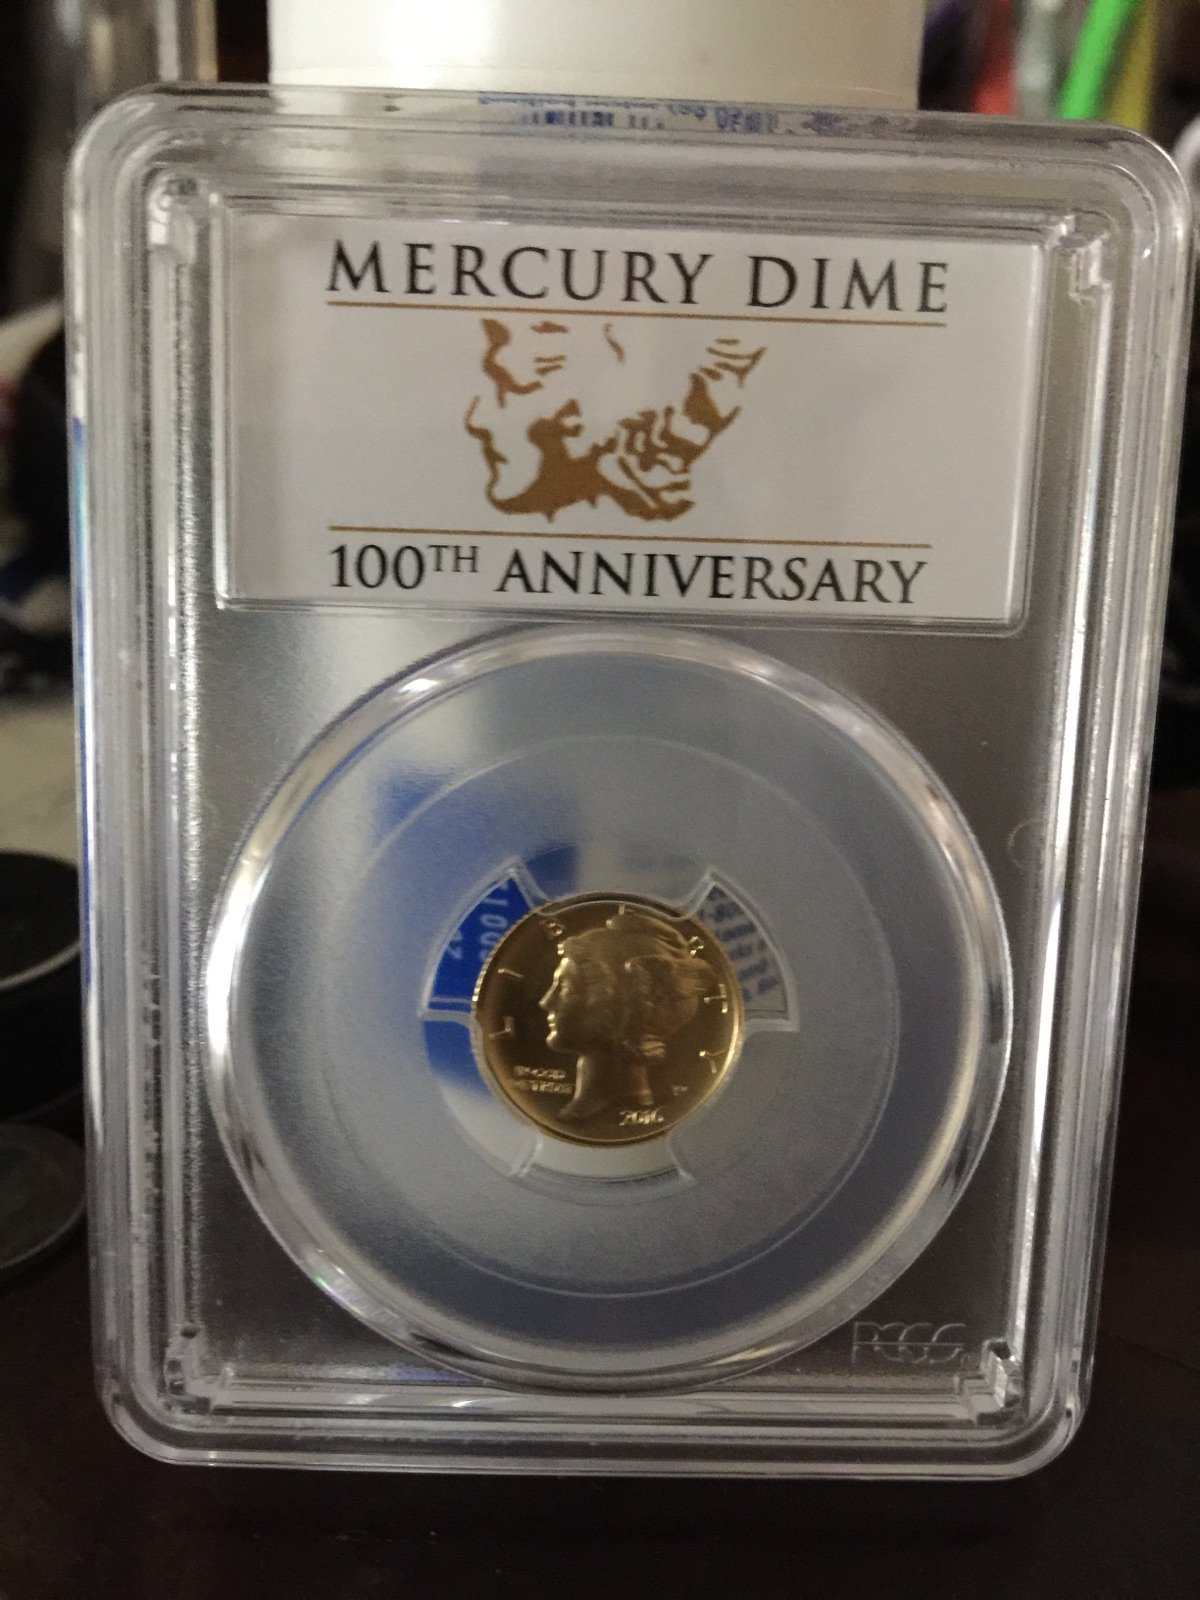 MERCURY DIME
100TH ANNIVERSARY
LIBERTY
IN GOD
WE TRUST
2016
PCGS